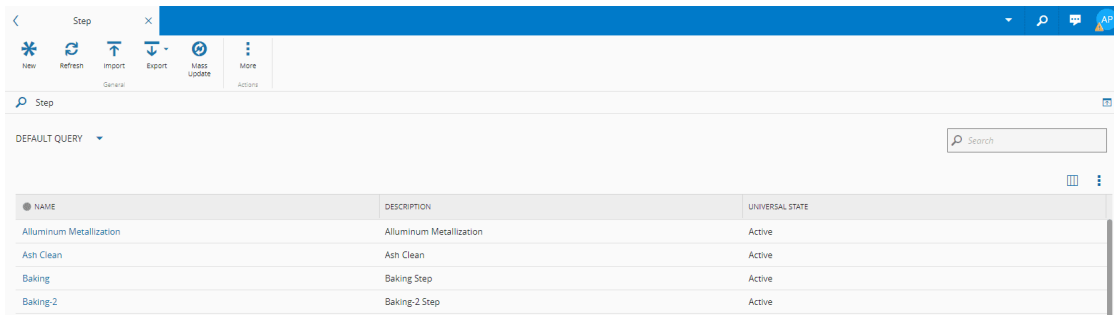 Step
AP
New Refresh Import Export Mass Update More
General Actions
Step
DEFAULT QUERY Search
NAME DESCRIPTION UNIVERSAL STATE
Alluminum Metallization Alluminum Metallization Active
Ash Clean Ash Clean Active
Baking Baking Step Active
Baking-2 Baking-2 Step Active